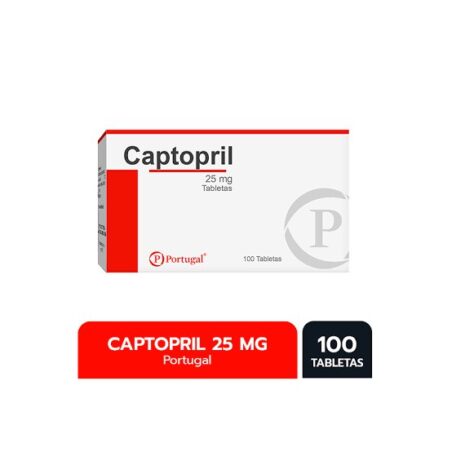 Captopril
25 mg
Tabletas
P Portugal®
100 Tabletas
P
CAPTOPRIL 25 MG
Portugal
100
TABLETAS